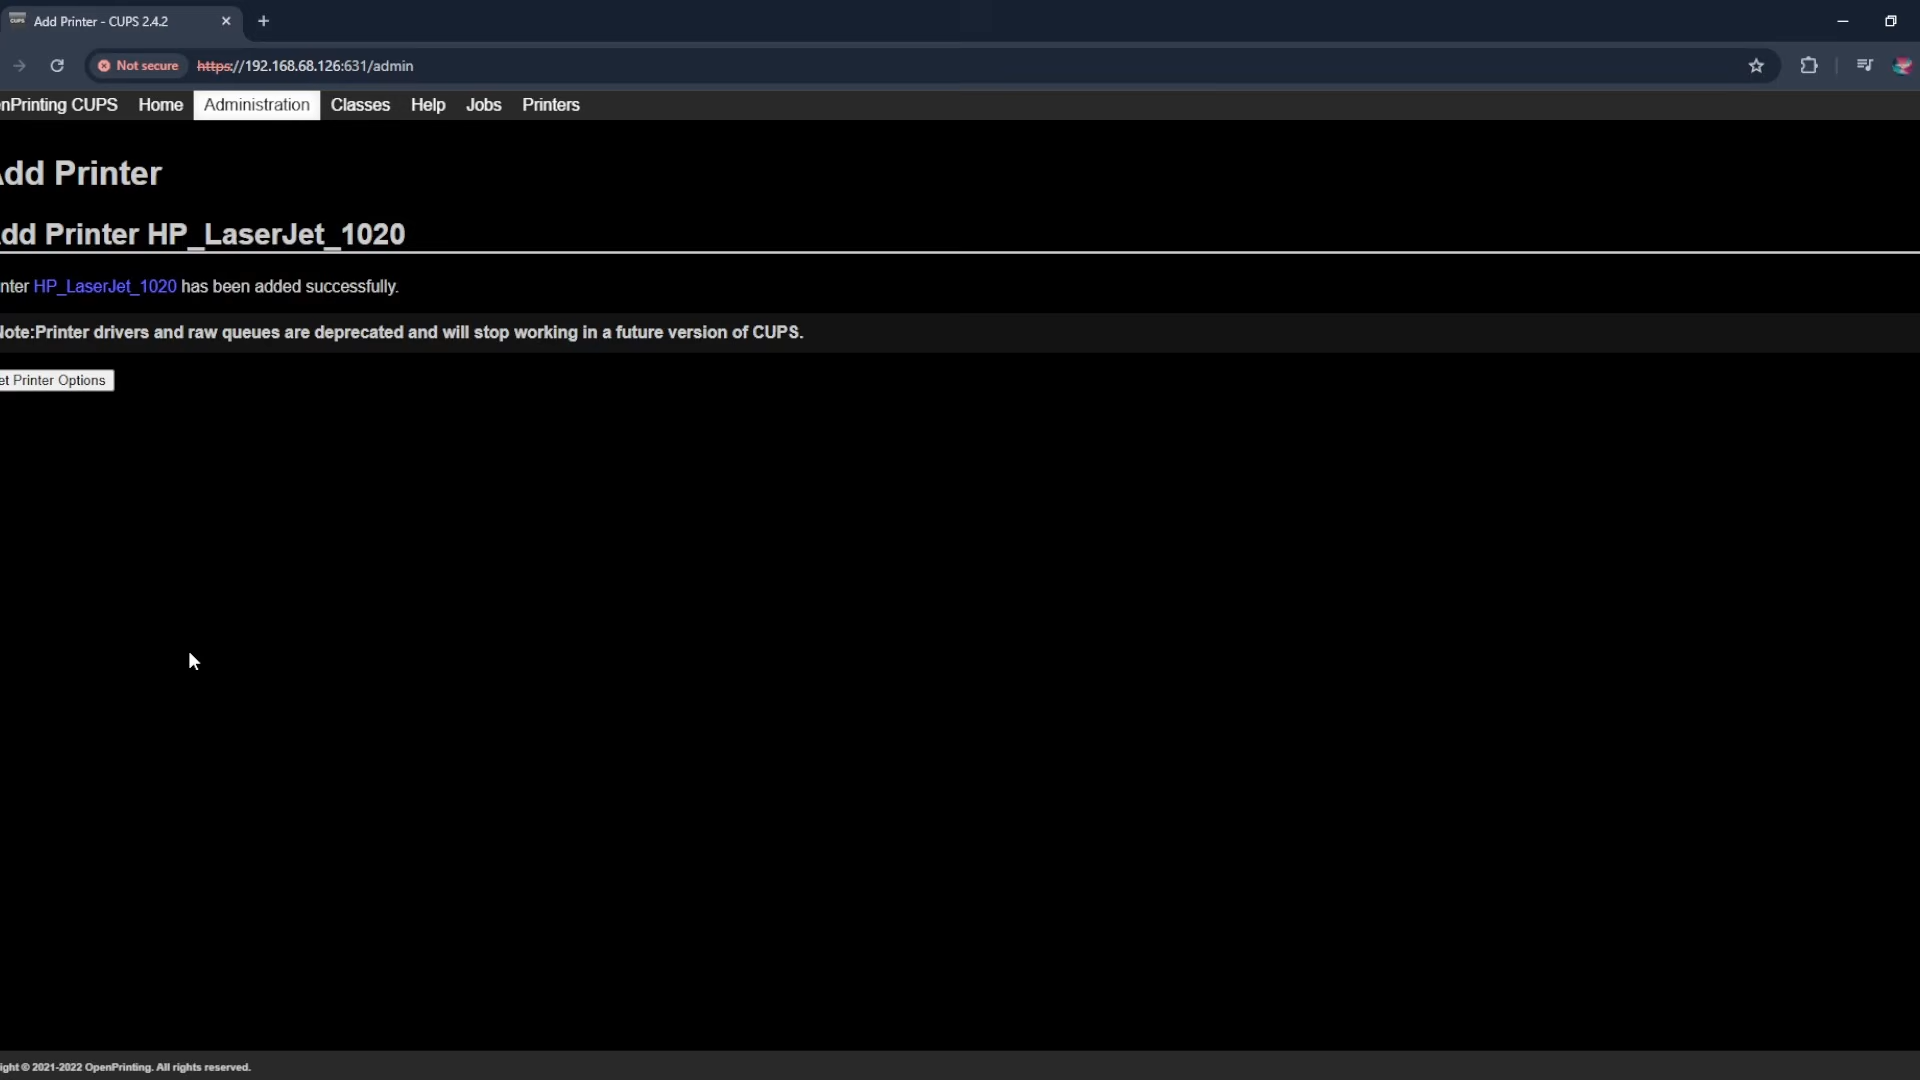 Add Printer - CUPS 2.4.2
Not secure https://192.168.68.126:631/admin
nPrinting CUPS Home Administration Classes Help Jobs Printers
dd Printer
dd Printer HP_LaserJet_1020
nter HP_LaserJet_1020 has been added successfully.
ote:Printer drivers and raw queues are deprecated and will stop working in a future version of CUPS.
et Printer Options
ight © 2021-2022 OpenPrinting. All rights reserved.